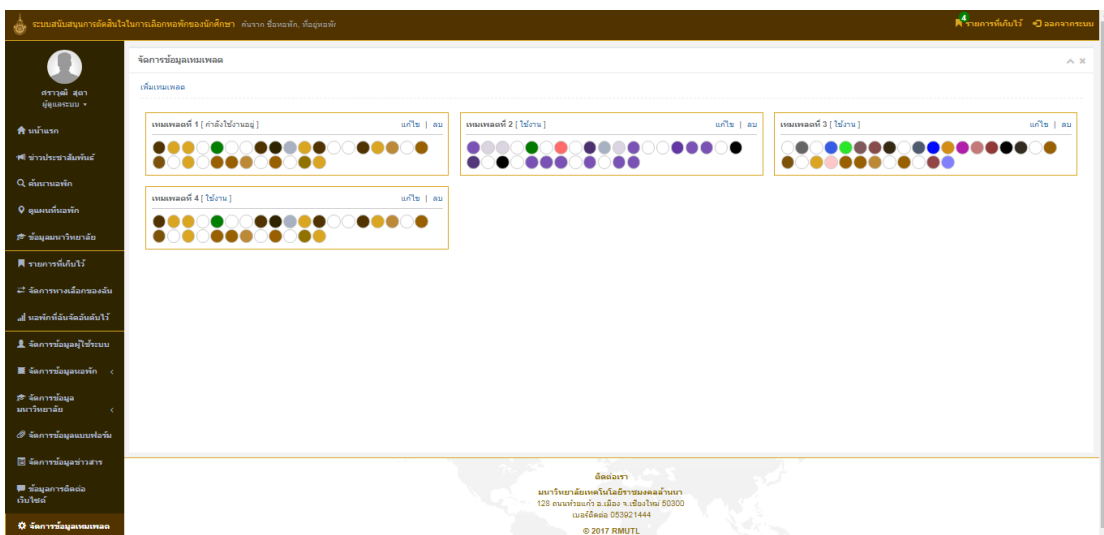 ระบบสนับสนุนการตัดสินใจในการเลือกหอพักของนักศึกษา ค้นจาก ชื่อหอพัก, ที่อยู่หอพัก
4
รายการที่เก็บไว้ ออกจากระบบ
ศราวุฒิ สุดา
ผู้ดูแลระบบ
หน้าแรก
ข่าวประชาสัมพันธ์
ค้นหาหอพัก
ดูแผนที่หอพัก
ข้อมูลมหาวิทยาลัย
รายการที่เก็บไว้
จัดการทางเลือกของฉัน
หอพักที่ฉันจัดอันดับไว้
จัดการข้อมูลผู้ใช้ระบบ
จัดการข้อมูลหอพัก
จัดการข้อมูล
มหาวิทยาลัย
จัดการข้อมูลแบบฟอร์ม
จัดการข้อมูลข่าวสาร
ข้อมูลการติดต่อ
เว็บไซต์
จัดการข้อมูลเทมเพลต
จัดการข้อมูลเทมเพลต
เพิ่มเทมเพลต
เทมเพลตที่ 1 [ กำลังใช้งานอยู่ ] แก้ไข | ลบ
เทมเพลตที่ 2 [ ใช้งาน ] แก้ไข | ลบ
เทมเพลตที่ 3 [ ใช้งาน ] แก้ไข | ลบ
เทมเพลตที่ 4 [ ใช้งาน ] แก้ไข | ลบ
ติดต่อเรา
มหาวิทยาลัยเทคโนโลยีราชมงคลล้านนา
128 ถนนห้วยแก้ว อ.เมือง จ.เชียงใหม่ 50300
เบอร์ติดต่อ 053921444
© 2017 RMUTL